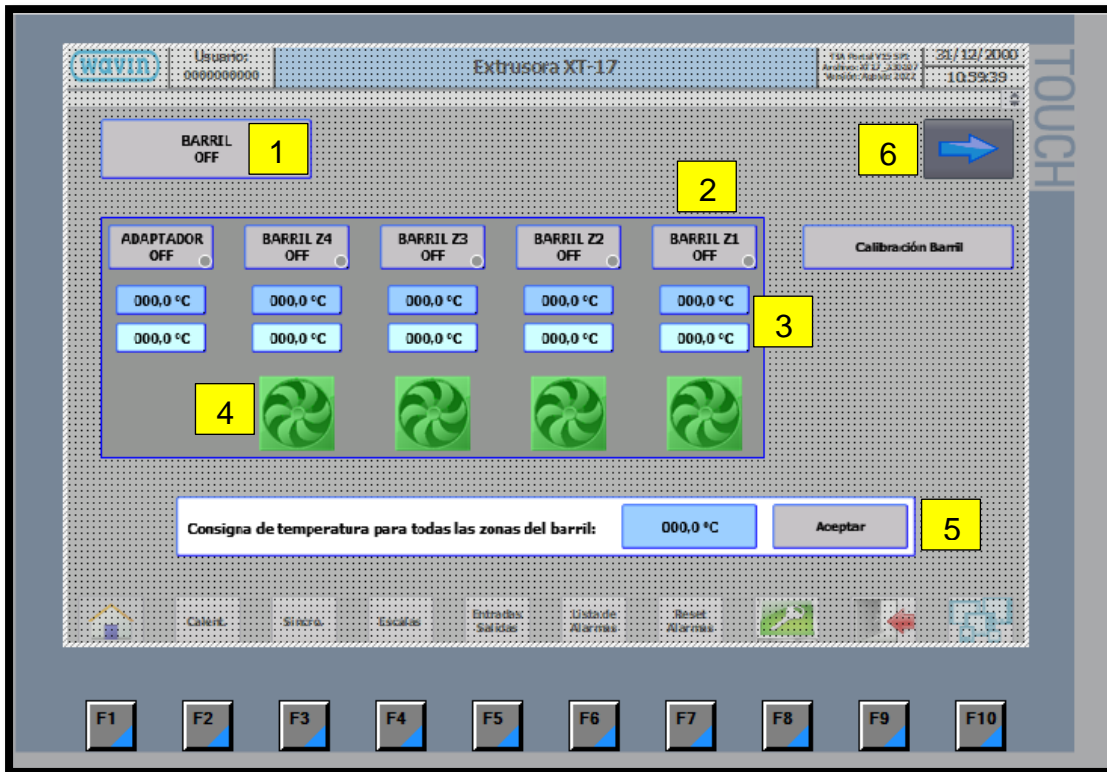 wavin
Usuario:
0000000000
Extrusora XT-17
31/12/2000
10:59:39
TOUCH
BARRIL
OFF
1
6
2
ADAPTADOR
OFF
BARRIL Z4
OFF
BARRIL Z3
OFF
BARRIL Z2
OFF
BARRIL Z1
OFF
Calibración Barril
000,0 °C
000,0 °C
000,0 °C
000,0 °C
000,0 °C
3
000,0 °C
000,0 °C
000,0 °C
000,0 °C
000,0 °C
4
Consigna de temperatura para todas las zonas del barril:
000,0 °C
Aceptar
5
Calent.
Sincro.
Escalas
Entradas
Salidas
Lista de
Alarmas
Reset
Alarmas
F1
F2
F3
F4
F5
F6
F7
F8
F9
F10